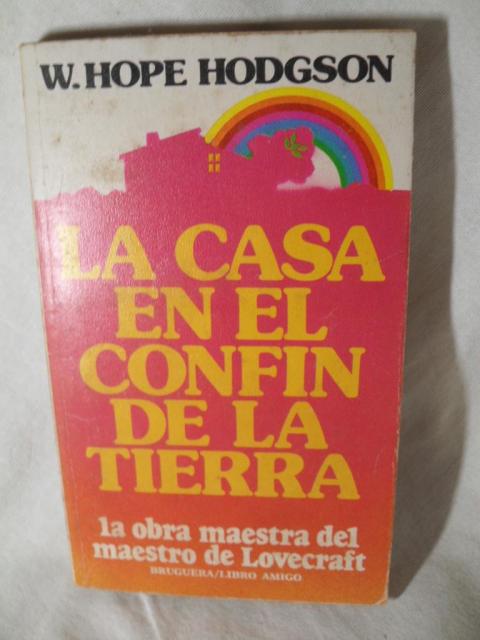 W. HOPE HODGSON
LA CASA
EN EL
CONFIN
DE LA
TIERRA
la obra maestra del
maestro de Lovecraft
BRUGUERA/LIBRO AMIGO